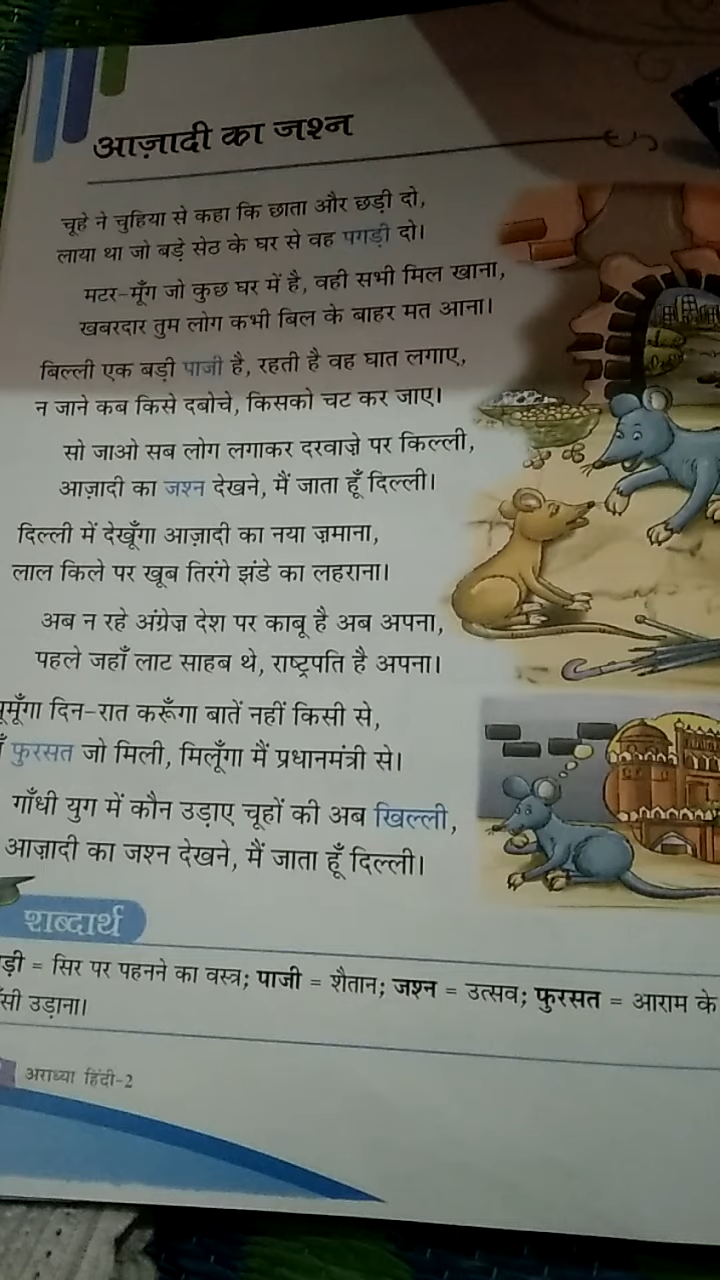 आज़ादी का जश्न
चूहे ने चुहिया से कहा कि छाता और छड़ी दो,
लाया था जो बड़े सेठ के घर से वह पगड़ी दो।
मटर-मूँग जो कुछ घर में है, वही सभी मिल खाना,
खबरदार तुम लोग कभी बिल के बाहर मत आना।
बिल्ली एक बड़ी पाजी है, रहती है वह घात लगाए,
न जाने कब किसे दबोचे, किसको चट कर जाए।
सो जाओ सब लोग लगाकर दरवाज़े पर किल्ली,
आज़ादी का जश्न देखने, मैं जाता हूँ दिल्ली।
दिल्ली में देखूँगा आज़ादी का नया ज़माना,
लाल किले पर खूब तिरंगे झंडे का लहराना।
अब न रहे अंग्रेज़ देश पर काबू है अब अपना,
पहले जहाँ लाट साहब थे, राष्ट्रपति है अपना।
दिन-रात करूँगा बातें नहीं किसी से,
फुरसत जो मिली, मिलूँगा मैं प्रधानमंत्री से।
गाँधी युग में कौन उड़ाए चूहों की अब खिल्ली,
आज़ादी का जश्न देखने, मैं जाता हूँ दिल्ली।
शब्दार्थ
= सिर पर पहनने का वस्त्र; पाजी = शैतान; जश्न = उत्सव; फुरसत = आराम के
उड़ाना।
अराध्या हिंदी-2